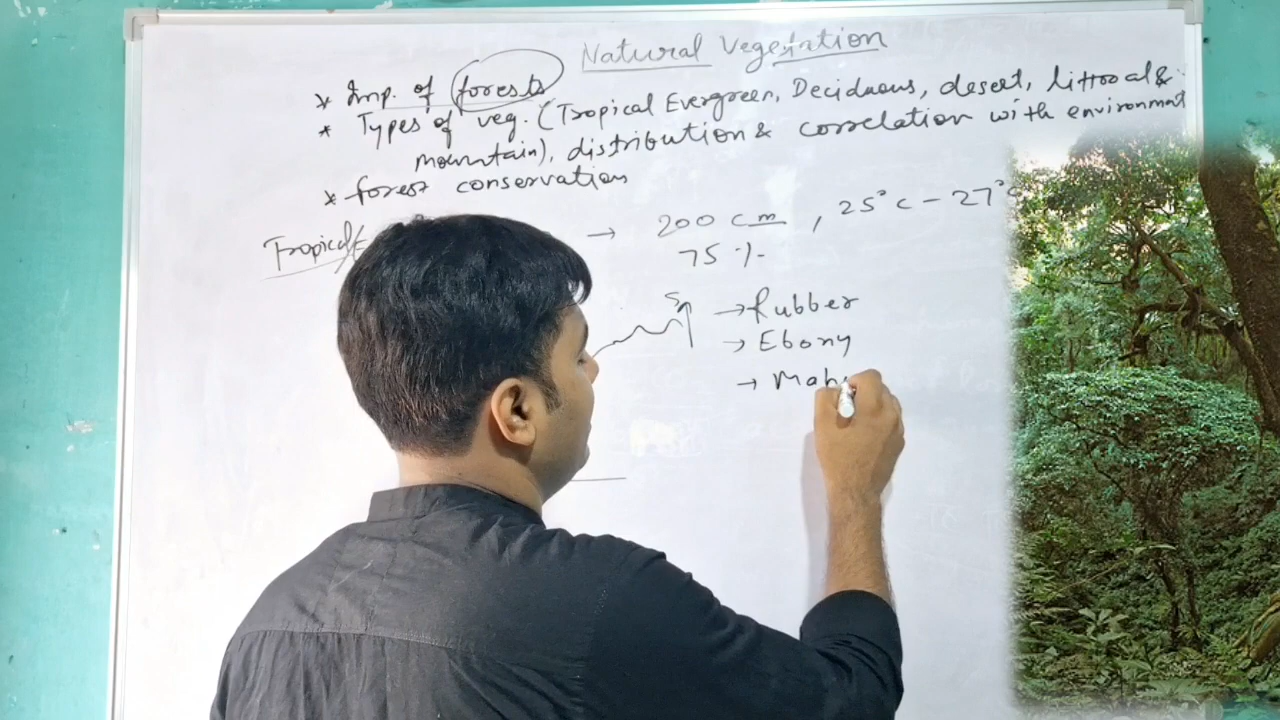 Natural Vegetation
* Imp. of forests
* Types of veg. (Tropical Evergreen, Deciduous, desert, littoral &
mountain), distribution & correlation with environment
* forest conservation
Tropical → 200 cm, 25°c - 27°c
75 %
→ Rubber
→ Ebony
→ Mah